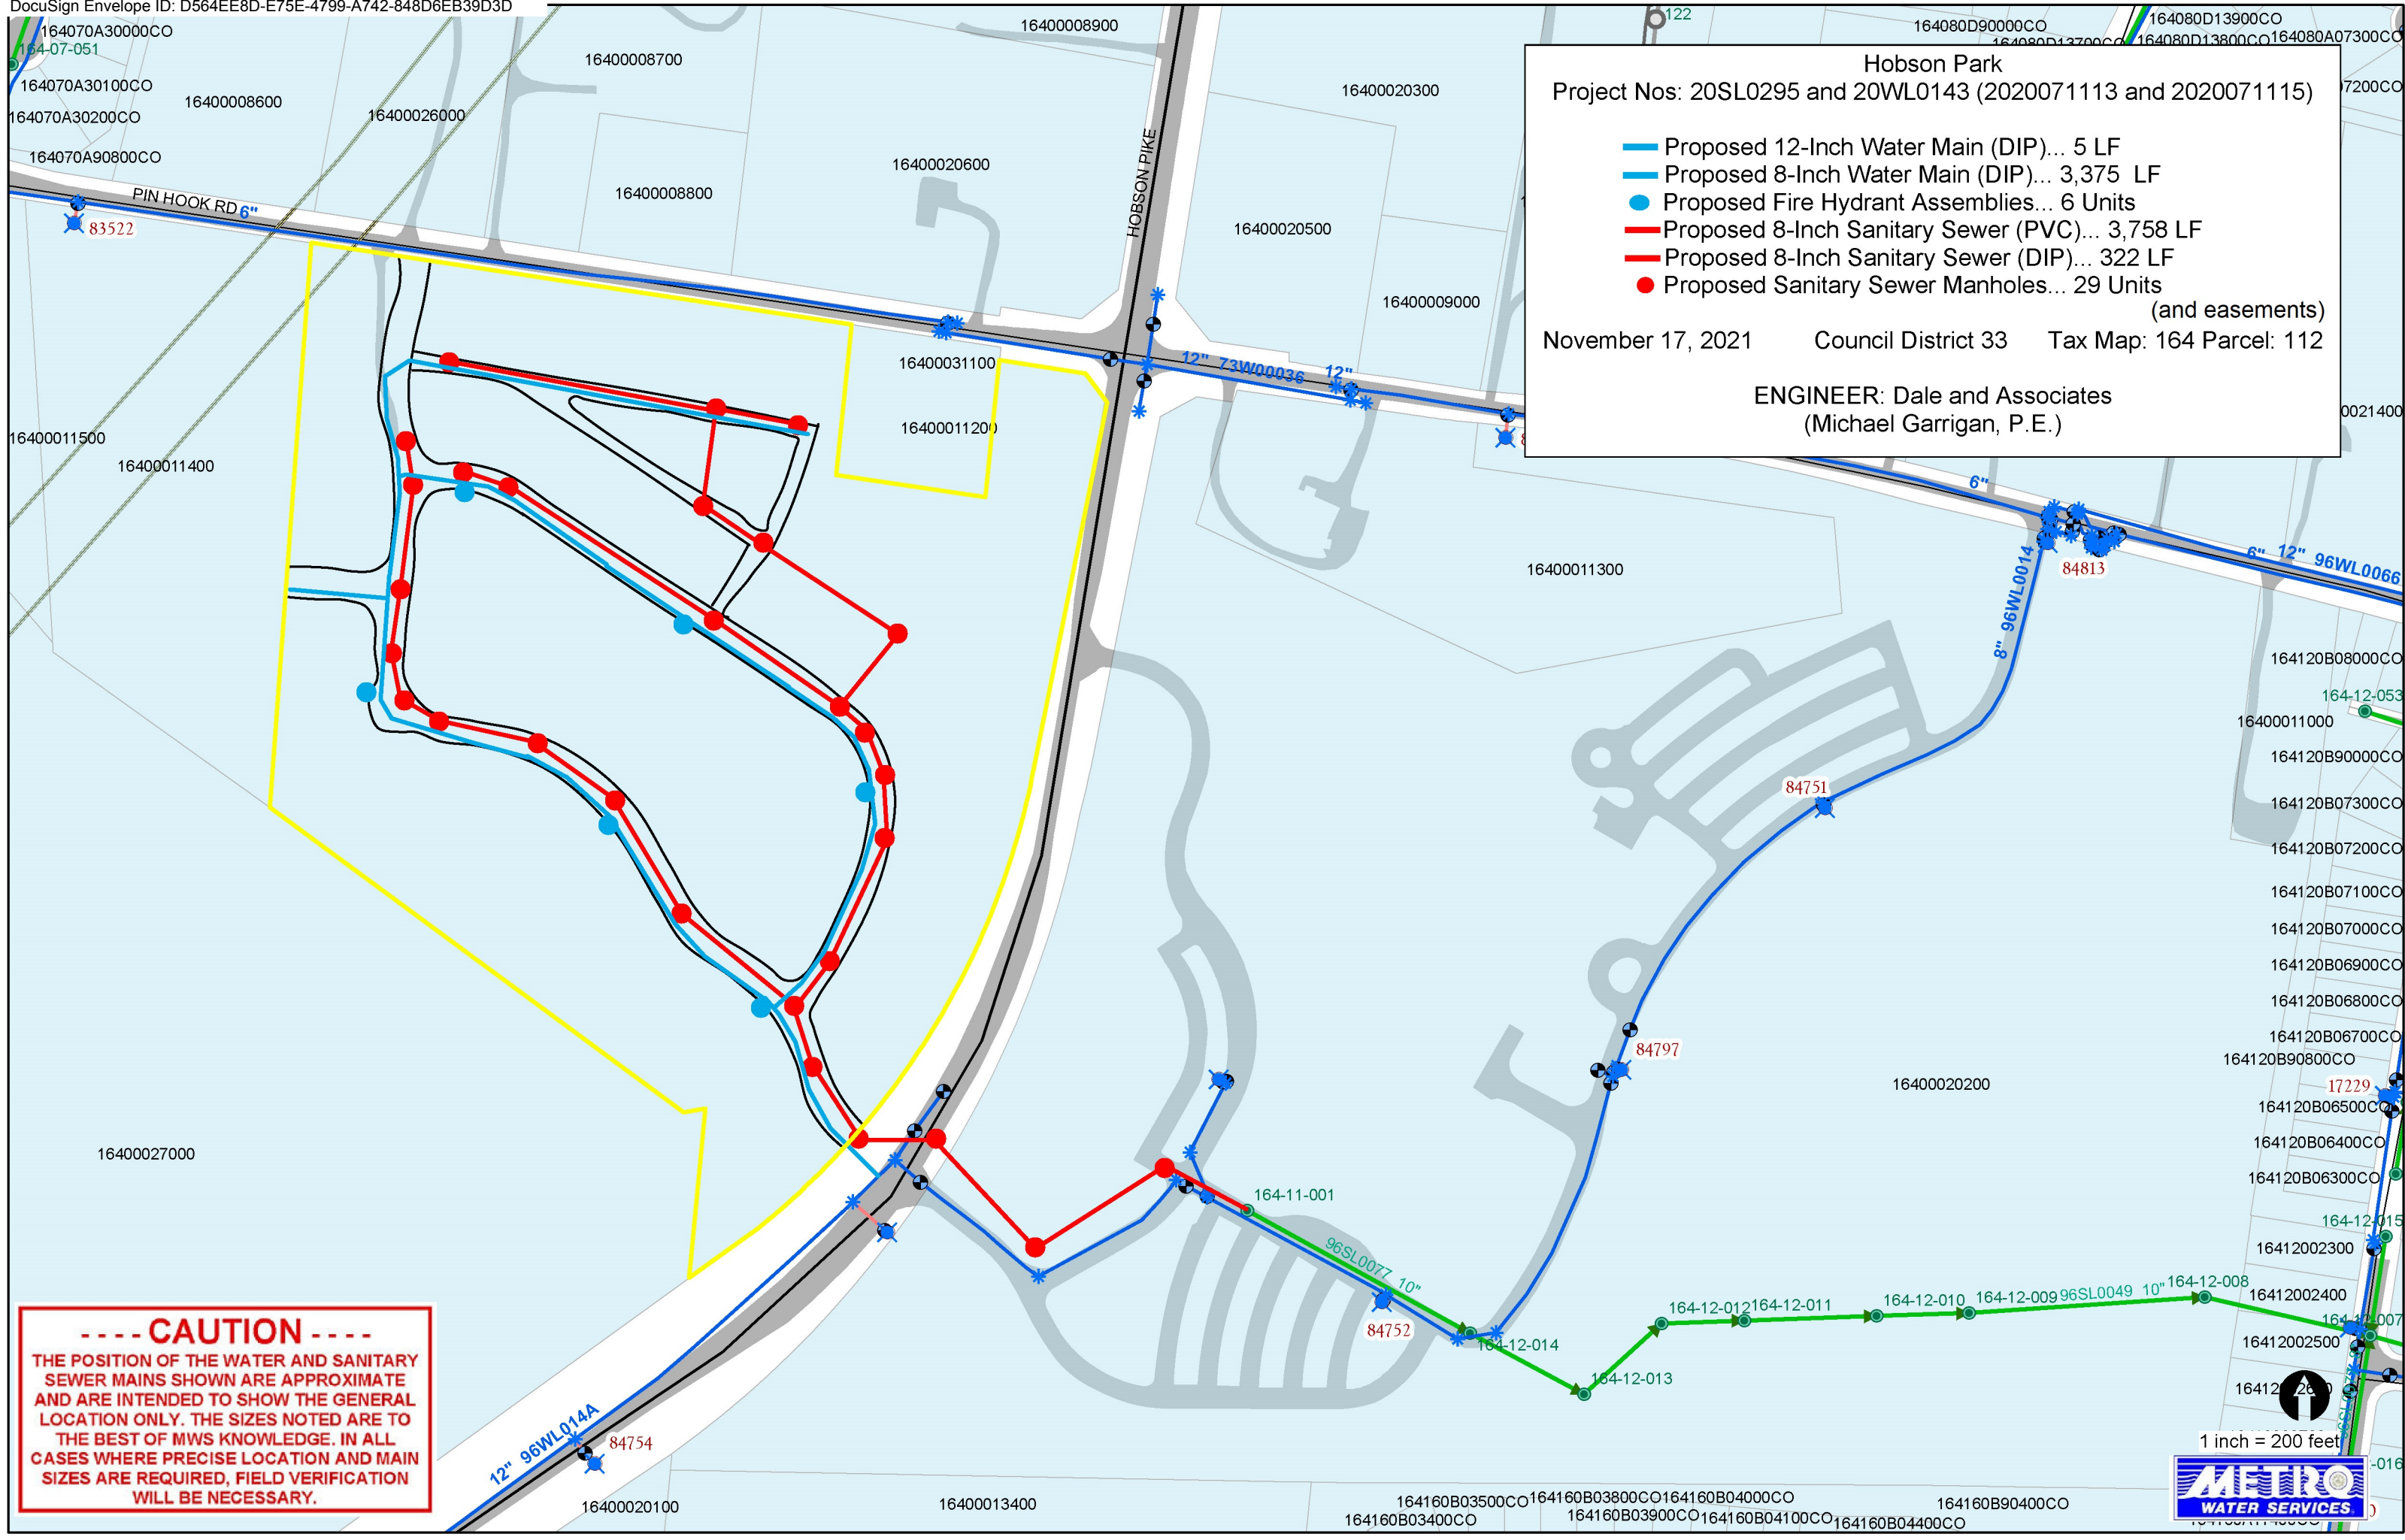 DocuSign Envelope ID: D564EE8D-E75E-4799-A742-848D6EB39D3D
Hobson Park
Project Nos: 20SL0295 and 20WL0143 (2020071113 and 2020071115)
Proposed 12-Inch Water Main (DIP)... 5 LF
Proposed 8-Inch Water Main (DIP)... 3,375 LF
Proposed Fire Hydrant Assemblies... 6 Units
Proposed 8-Inch Sanitary Sewer (PVC)... 3,758 LF
Proposed 8-Inch Sanitary Sewer (DIP)... 322 LF
Proposed Sanitary Sewer Manholes... 29 Units
(and easements)
November 17, 2021 Council District 33 Tax Map: 164 Parcel: 112
ENGINEER: Dale and Associates
(Michael Garrigan, P.E.)
164070A30000CO
164-07-051
164070A30100CO
164070A30200CO
164070A90800CO
16400008600
16400026000
16400008700
16400008800
16400008900
16400020600
16400020300
16400020500
16400009000
122
164080D90000CO
164080D13900CO
164080D13700CO
164080D13800CO
164080A07300CO
7200CO
0021400
PIN HOOK RD
6"
83522
HOBSON PIKE
12" 73W00036
12"
16400031100
16400011200
16400011500
16400011400
16400011300
6"
8" 96WL0014
84813
6" 12" 96WL0066
164120B08000CO
164-12-053
16400011000
164120B90000CO
164120B07300CO
164120B07200CO
164120B07100CO
164120B07000CO
164120B06900CO
164120B06800CO
164120B06700CO
164120B90800CO
17229
164120B06500CO
164120B06400CO
164120B06300CO
164-12-015
16412002300
16412002400
164-12-007
16412002500
84751
84797
16400020200
164-11-001
96SL0077 10"
84752
164-12-014
164-12-013
164-12-012
164-12-011
164-12-010
164-12-009
96SL0049 10"
164-12-008
16400027000
12" 96WL014A
84754
16400020100
16400013400
164160B03500CO
164160B03400CO
164160B03800CO
164160B03900CO
164160B04000CO
164160B04100CO
164160B04400CO
164160B90400CO
-016
---- CAUTION ----
THE POSITION OF THE WATER AND SANITARY
SEWER MAINS SHOWN ARE APPROXIMATE
AND ARE INTENDED TO SHOW THE GENERAL
LOCATION ONLY. THE SIZES NOTED ARE TO
THE BEST OF MWS KNOWLEDGE. IN ALL
CASES WHERE PRECISE LOCATION AND MAIN
SIZES ARE REQUIRED, FIELD VERIFICATION
WILL BE NECESSARY.
1 inch = 200 feet
METRO
WATER SERVICES